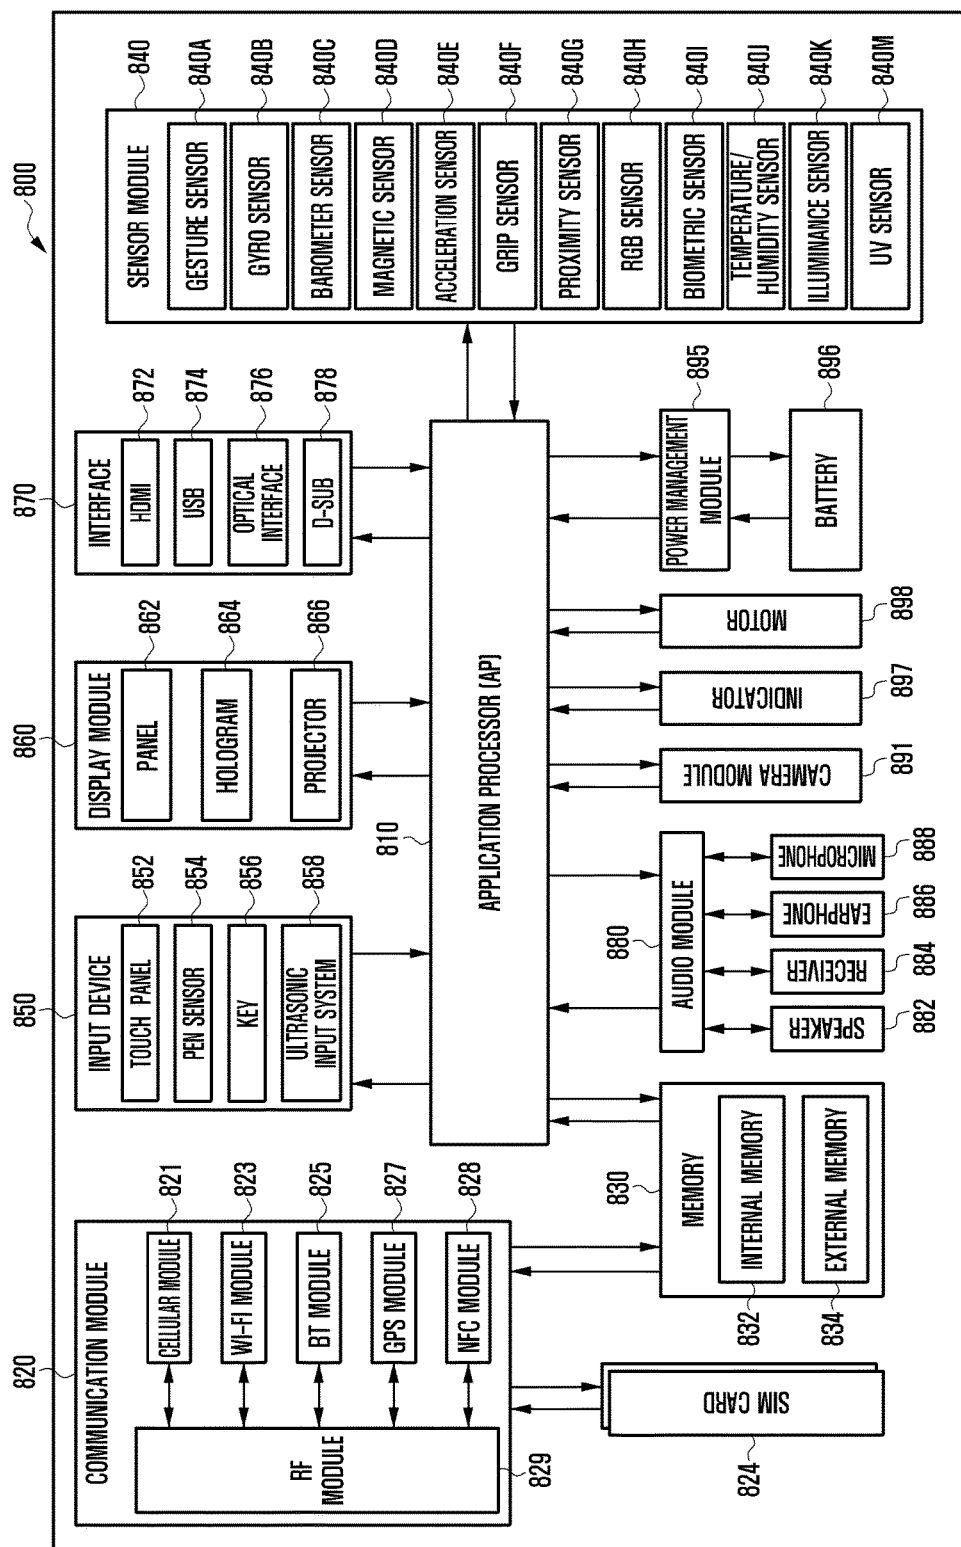 800
COMMUNICATION MODULE
820
CELLULAR MODULE
821
WI-FI MODULE
823
BT MODULE
825
GPS MODULE
827
NFC MODULE
828
RF
MODULE
829
SIM CARD
824
INPUT DEVICE
850
TOUCH PANEL
852
PEN SENSOR
854
KEY
856
ULTRASONIC
INPUT SYSTEM
858
DISPLAY MODULE
860
PANEL
862
HOLOGRAM
864
PROJECTOR
866
INTERFACE
870
HDMI
872
USB
874
OPTICAL
INTERFACE
876
D-SUB
878
SENSOR MODULE
840
GESTURE SENSOR
840A
GYRO SENSOR
840B
BAROMETER SENSOR
840C
MAGNETIC SENSOR
840D
ACCELERATION SENSOR
840E
GRIP SENSOR
840F
PROXIMITY SENSOR
840G
RGB SENSOR
840H
BIOMETRIC SENSOR
840I
TEMPERATURE/
HUMIDITY SENSOR
840J
ILLUMINANCE SENSOR
840K
UV SENSOR
840M
APPLICATION PROCESSOR (AP)
810
MEMORY
830
INTERNAL MEMORY
832
EXTERNAL MEMORY
834
AUDIO MODULE
880
SPEAKER
882
RECEIVER
884
EARPHONE
886
MICROPHONE
888
CAMERA MODULE
891
INDICATOR
897
MOTOR
898
POWER MANAGEMENT
MODULE
895
BATTERY
896